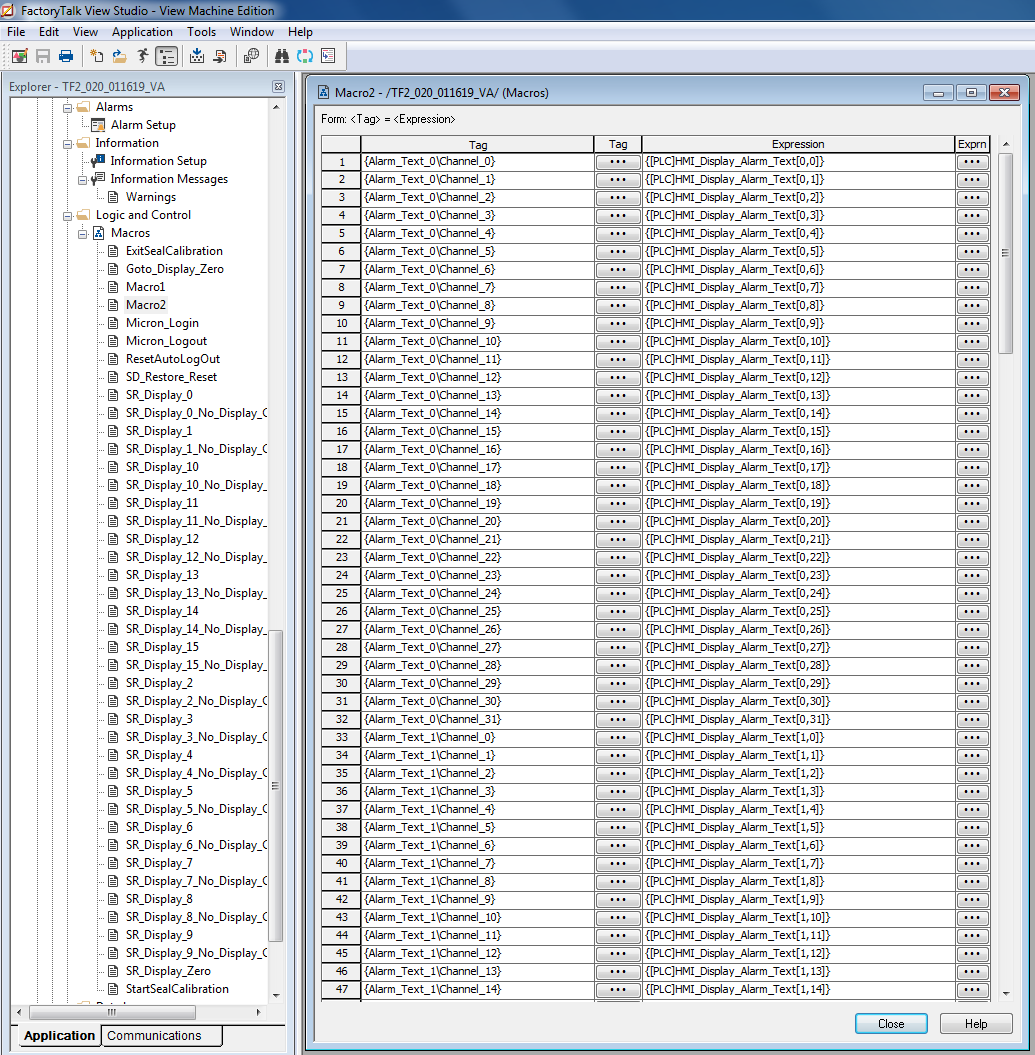 FactoryTalk View Studio - View Machine Edition
File Edit View Application Tools Window Help
Explorer - TF2_020_011619_VA
Alarms
Alarm Setup
Information
Information Setup
Information Messages
Warnings
Logic and Control
Macros
ExitSealCalibration
Goto_Display_Zero
Macro1
Macro2
Micron_Login
Micron_Logout
ResetAutoLogOut
SD_Restore_Reset
SR_Display_0
SR_Display_0_No_Display_C
SR_Display_1
SR_Display_1_No_Display_C
SR_Display_10
SR_Display_10_No_Display_
SR_Display_11
SR_Display_11_No_Display_
SR_Display_12
SR_Display_12_No_Display_
SR_Display_13
SR_Display_13_No_Display_
SR_Display_14
SR_Display_14_No_Display_
SR_Display_15
SR_Display_15_No_Display_
SR_Display_2
SR_Display_2_No_Display_C
SR_Display_3
SR_Display_3_No_Display_C
SR_Display_4
SR_Display_4_No_Display_C
SR_Display_5
SR_Display_5_No_Display_C
SR_Display_6
SR_Display_6_No_Display_C
SR_Display_7
SR_Display_7_No_Display_C
SR_Display_8
SR_Display_8_No_Display_C
SR_Display_9
SR_Display_9_No_Display_C
SR_Display_Zero
StartSealCalibration
Application Communications
Macro2 - /TF2_020_011619_VA/ (Macros)
Form: <Tag> = <Expression>
Tag Tag Expression Exprn
1 {Alarm_Text_0\Channel_0} ... {[PLC]HMI_Display_Alarm_Text[0,0]} ...
2 {Alarm_Text_0\Channel_1} ... {[PLC]HMI_Display_Alarm_Text[0,1]} ...
3 {Alarm_Text_0\Channel_2} ... {[PLC]HMI_Display_Alarm_Text[0,2]} ...
4 {Alarm_Text_0\Channel_3} ... {[PLC]HMI_Display_Alarm_Text[0,3]} ...
5 {Alarm_Text_0\Channel_4} ... {[PLC]HMI_Display_Alarm_Text[0,4]} ...
6 {Alarm_Text_0\Channel_5} ... {[PLC]HMI_Display_Alarm_Text[0,5]} ...
7 {Alarm_Text_0\Channel_6} ... {[PLC]HMI_Display_Alarm_Text[0,6]} ...
8 {Alarm_Text_0\Channel_7} ... {[PLC]HMI_Display_Alarm_Text[0,7]} ...
9 {Alarm_Text_0\Channel_8} ... {[PLC]HMI_Display_Alarm_Text[0,8]} ...
10 {Alarm_Text_0\Channel_9} ... {[PLC]HMI_Display_Alarm_Text[0,9]} ...
11 {Alarm_Text_0\Channel_10} ... {[PLC]HMI_Display_Alarm_Text[0,10]} ...
12 {Alarm_Text_0\Channel_11} ... {[PLC]HMI_Display_Alarm_Text[0,11]} ...
13 {Alarm_Text_0\Channel_12} ... {[PLC]HMI_Display_Alarm_Text[0,12]} ...
14 {Alarm_Text_0\Channel_13} ... {[PLC]HMI_Display_Alarm_Text[0,13]} ...
15 {Alarm_Text_0\Channel_14} ... {[PLC]HMI_Display_Alarm_Text[0,14]} ...
16 {Alarm_Text_0\Channel_15} ... {[PLC]HMI_Display_Alarm_Text[0,15]} ...
17 {Alarm_Text_0\Channel_16} ... {[PLC]HMI_Display_Alarm_Text[0,16]} ...
18 {Alarm_Text_0\Channel_17} ... {[PLC]HMI_Display_Alarm_Text[0,17]} ...
19 {Alarm_Text_0\Channel_18} ... {[PLC]HMI_Display_Alarm_Text[0,18]} ...
20 {Alarm_Text_0\Channel_19} ... {[PLC]HMI_Display_Alarm_Text[0,19]} ...
21 {Alarm_Text_0\Channel_20} ... {[PLC]HMI_Display_Alarm_Text[0,20]} ...
22 {Alarm_Text_0\Channel_21} ... {[PLC]HMI_Display_Alarm_Text[0,21]} ...
23 {Alarm_Text_0\Channel_22} ... {[PLC]HMI_Display_Alarm_Text[0,22]} ...
24 {Alarm_Text_0\Channel_23} ... {[PLC]HMI_Display_Alarm_Text[0,23]} ...
25 {Alarm_Text_0\Channel_24} ... {[PLC]HMI_Display_Alarm_Text[0,24]} ...
26 {Alarm_Text_0\Channel_25} ... {[PLC]HMI_Display_Alarm_Text[0,25]} ...
27 {Alarm_Text_0\Channel_26} ... {[PLC]HMI_Display_Alarm_Text[0,26]} ...
28 {Alarm_Text_0\Channel_27} ... {[PLC]HMI_Display_Alarm_Text[0,27]} ...
29 {Alarm_Text_0\Channel_28} ... {[PLC]HMI_Display_Alarm_Text[0,28]} ...
30 {Alarm_Text_0\Channel_29} ... {[PLC]HMI_Display_Alarm_Text[0,29]} ...
31 {Alarm_Text_0\Channel_30} ... {[PLC]HMI_Display_Alarm_Text[0,30]} ...
32 {Alarm_Text_0\Channel_31} ... {[PLC]HMI_Display_Alarm_Text[0,31]} ...
33 {Alarm_Text_1\Channel_0} ... {[PLC]HMI_Display_Alarm_Text[1,0]} ...
34 {Alarm_Text_1\Channel_1} ... {[PLC]HMI_Display_Alarm_Text[1,1]} ...
35 {Alarm_Text_1\Channel_2} ... {[PLC]HMI_Display_Alarm_Text[1,2]} ...
36 {Alarm_Text_1\Channel_3} ... {[PLC]HMI_Display_Alarm_Text[1,3]} ...
37 {Alarm_Text_1\Channel_4} ... {[PLC]HMI_Display_Alarm_Text[1,4]} ...
38 {Alarm_Text_1\Channel_5} ... {[PLC]HMI_Display_Alarm_Text[1,5]} ...
39 {Alarm_Text_1\Channel_6} ... {[PLC]HMI_Display_Alarm_Text[1,6]} ...
40 {Alarm_Text_1\Channel_7} ... {[PLC]HMI_Display_Alarm_Text[1,7]} ...
41 {Alarm_Text_1\Channel_8} ... {[PLC]HMI_Display_Alarm_Text[1,8]} ...
42 {Alarm_Text_1\Channel_9} ... {[PLC]HMI_Display_Alarm_Text[1,9]} ...
43 {Alarm_Text_1\Channel_10} ... {[PLC]HMI_Display_Alarm_Text[1,10]} ...
44 {Alarm_Text_1\Channel_11} ... {[PLC]HMI_Display_Alarm_Text[1,11]} ...
45 {Alarm_Text_1\Channel_12} ... {[PLC]HMI_Display_Alarm_Text[1,12]} ...
46 {Alarm_Text_1\Channel_13} ... {[PLC]HMI_Display_Alarm_Text[1,13]} ...
47 {Alarm_Text_1\Channel_14} ... {[PLC]HMI_Display_Alarm_Text[1,14]} ...
Close Help